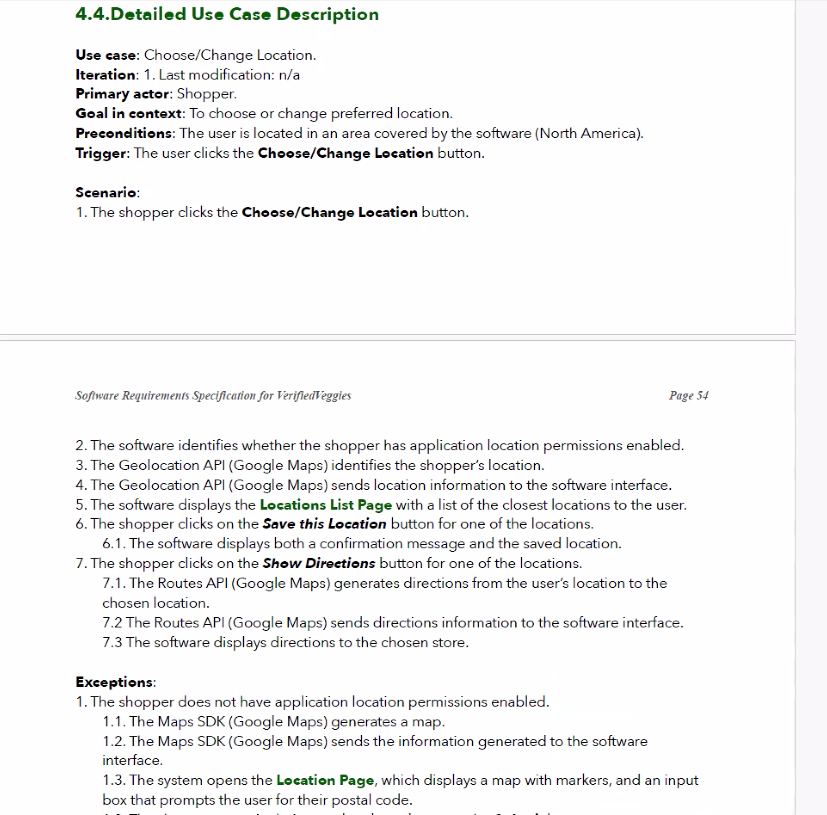 4.4.Detailed Use Case Description
Use case: Choose/Change Location.
Iteration: 1. Last modification: n/a
Primary actor: Shopper.
Goal in context: To choose or change preferred location.
Preconditions: The user is located in an area covered by the software (North America).
Trigger: The user clicks the Choose/Change Location button.
Scenario:
1. The shopper clicks the Choose/Change Location button.
Software Requirements Specification for VerifiedVeggies Page 54
2. The software identifies whether the shopper has application location permissions enabled.
3. The Geolocation API (Google Maps) identifies the shopper's location.
4. The Geolocation API (Google Maps) sends location information to the software interface.
5. The software displays the Locations List Page with a list of the closest locations to the user.
6. The shopper clicks on the Save this Location button for one of the locations.
6.1. The software displays both a confirmation message and the saved location.
7. The shopper clicks on the Show Directions button for one of the locations.
7.1. The Routes API (Google Maps) generates directions from the user's location to the
chosen location.
7.2 The Routes API (Google Maps) sends directions information to the software interface.
7.3 The software displays directions to the chosen store.
Exceptions:
1. The shopper does not have application location permissions enabled.
1.1. The Maps SDK (Google Maps) generates a map.
1.2. The Maps SDK (Google Maps) sends the information generated to the software
interface.
1.3. The system opens the Location Page, which displays a map with markers, and an input
box that prompts the user for their postal code.